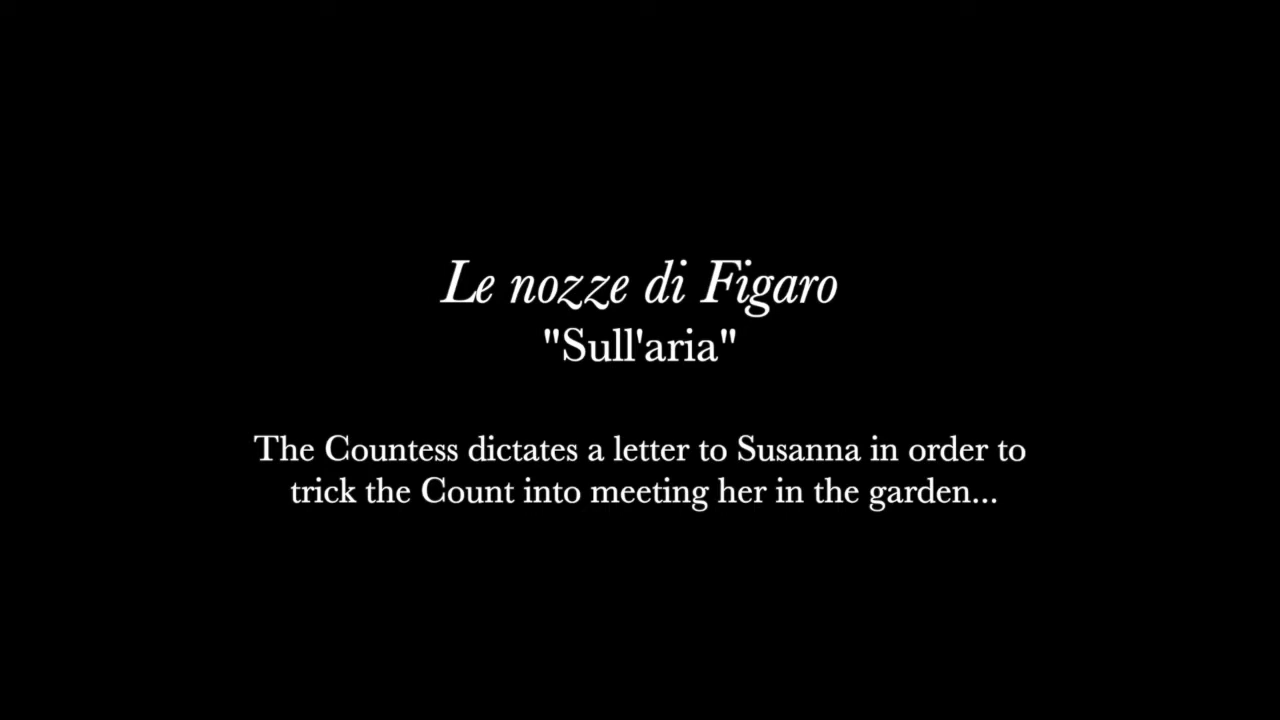 Le nozze di Figaro
"Sull'aria"
The Countess dictates a letter to Susanna in order to
trick the Count into meeting her in the garden...